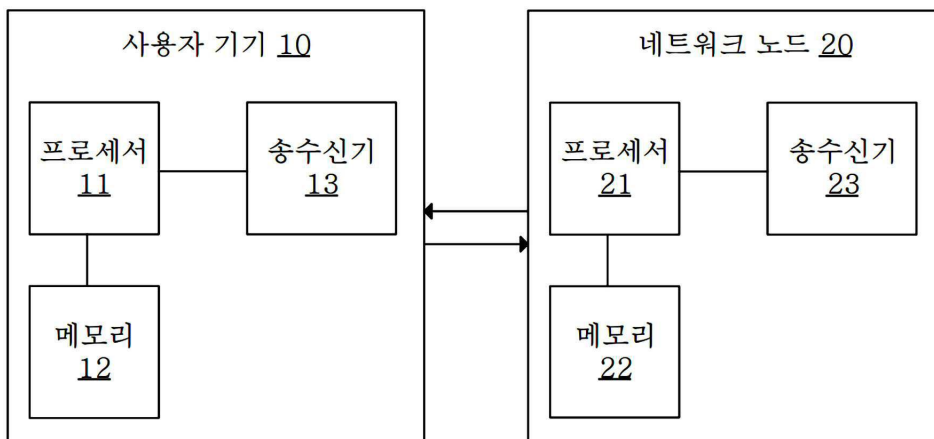 사용자 기기 10
프로세서
11
송수신기
13
메모리
12
네트워크 노드 20
프로세서
21
송수신기
23
메모리
22